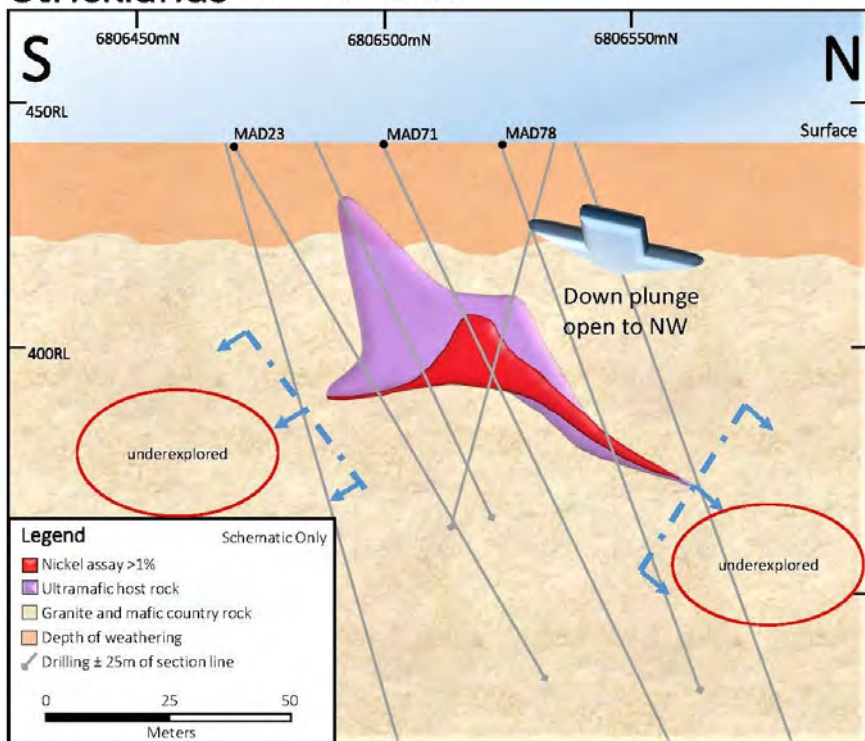 6806450mN
6806500mN
6806550mN
S
N
450RL
Surface
MAD23
MAD71
MAD78
Down plunge
open to NW
400RL
underexplored
underexplored
Legend
Schematic Only
Nickel assay >1%
Ultramafic host rock
Granite and mafic country rock
Depth of weathering
Drilling ± 25m of section line
0
25
50
Meters